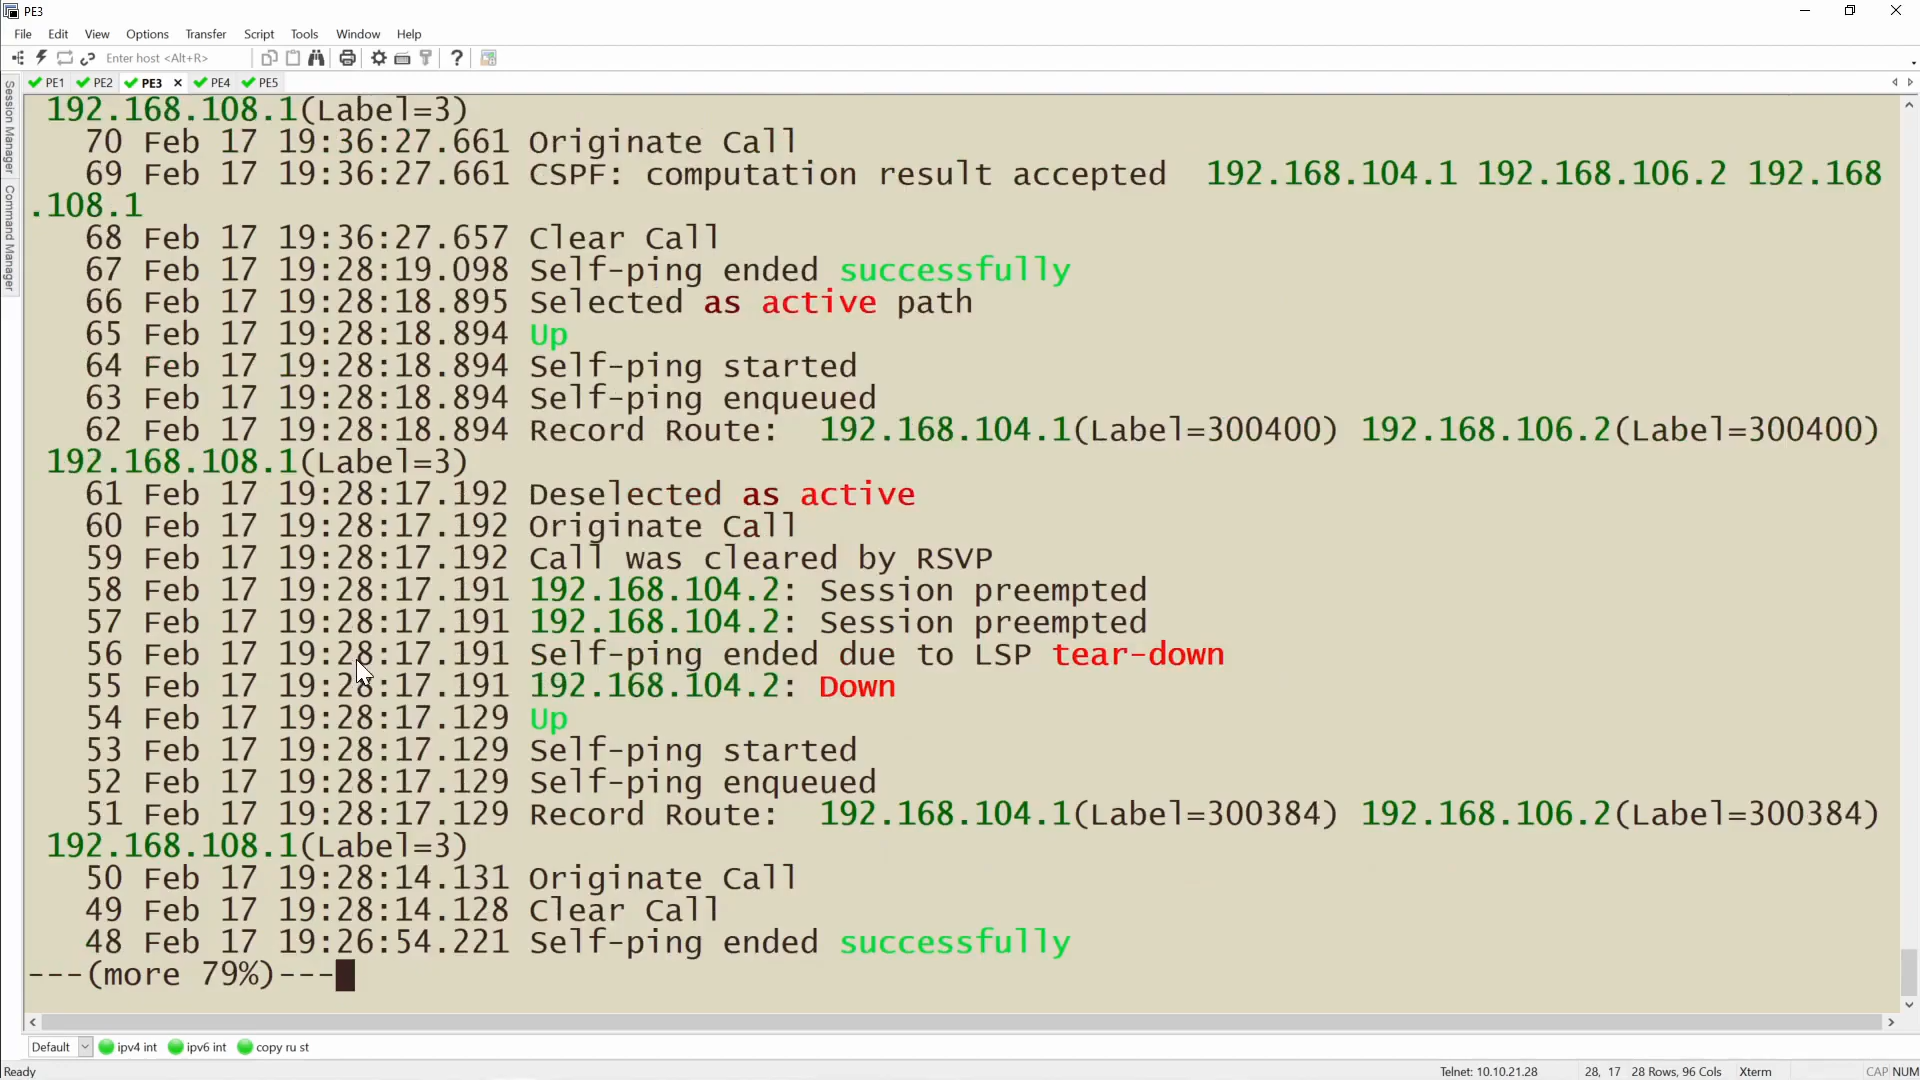 PE3
File Edit View Options Transfer Script Tools Window Help
Enter host <Alt+R>
PE1 PE2 PE3 PE4 PE5
Session Manager
Command Manager
192.168.108.1(Label=3)
70 Feb 17 19:36:27.661 Originate Call
69 Feb 17 19:36:27.661 CSPF: computation result accepted 192.168.104.1 192.168.106.2 192.168
.108.1
68 Feb 17 19:36:27.657 Clear Call
67 Feb 17 19:28:19.098 Self-ping ended successfully
66 Feb 17 19:28:18.895 Selected as active path
65 Feb 17 19:28:18.894 Up
64 Feb 17 19:28:18.894 Self-ping started
63 Feb 17 19:28:18.894 Self-ping enqueued
62 Feb 17 19:28:18.894 Record Route: 192.168.104.1(Label=300400) 192.168.106.2(Label=300400)
192.168.108.1(Label=3)
61 Feb 17 19:28:17.192 Deselected as active
60 Feb 17 19:28:17.192 Originate Call
59 Feb 17 19:28:17.192 Call was cleared by RSVP
58 Feb 17 19:28:17.191 192.168.104.2: Session preempted
57 Feb 17 19:28:17.191 192.168.104.2: Session preempted
56 Feb 17 19:28:17.191 Self-ping ended due to LSP tear-down
55 Feb 17 19:28:17.191 192.168.104.2: Down
54 Feb 17 19:28:17.129 Up
53 Feb 17 19:28:17.129 Self-ping started
52 Feb 17 19:28:17.129 Self-ping enqueued
51 Feb 17 19:28:17.129 Record Route: 192.168.104.1(Label=300384) 192.168.106.2(Label=300384)
192.168.108.1(Label=3)
50 Feb 17 19:28:14.131 Originate Call
49 Feb 17 19:28:14.128 Clear Call
48 Feb 17 19:26:54.221 Self-ping ended successfully
---(more 79%)---
Default ipv4 int ipv6 int copy ru st
Ready Telnet: 10.10.21.28 28, 17 28 Rows, 96 Cols Xterm CAP NUM